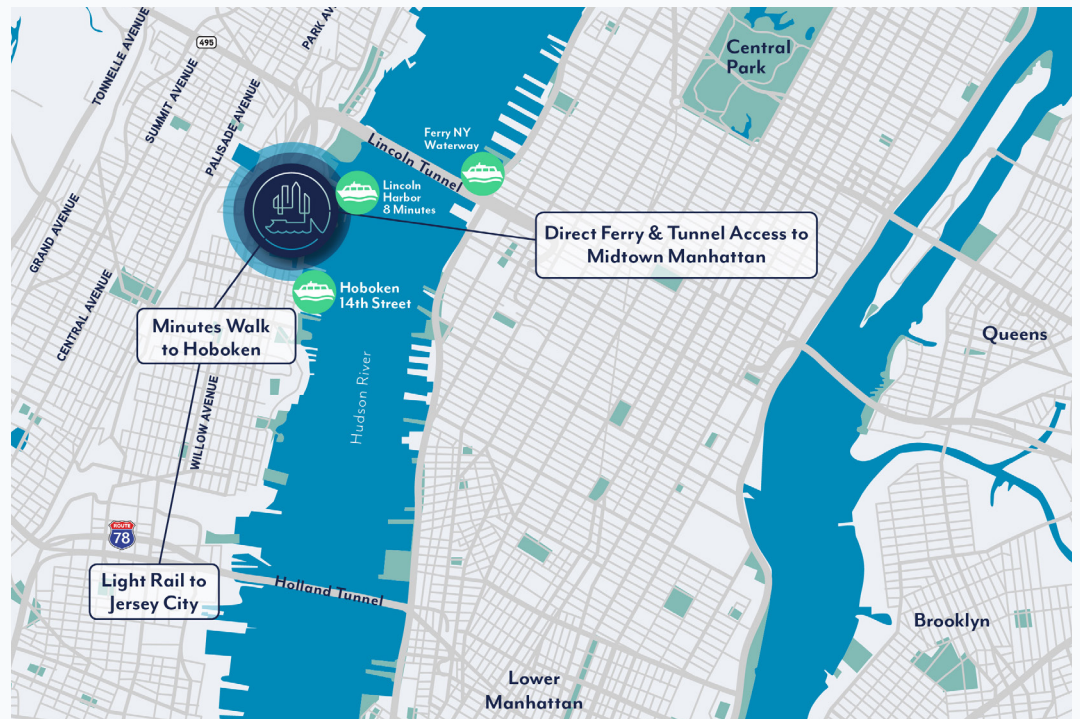 PARK AV
495
TONNELLE AVENUE
SUMMIT AVENUE
PALISADE AVENUE
Central
Park
Ferry NY
Waterway
Lincoln Tunnel
Lincoln
Harbor
8 Minutes
GRAND AVENUE
Direct Ferry & Tunnel Access to
Midtown Manhattan
CENTRAL AVENUE
Hoboken
14th Street
Minutes Walk
to Hoboken
Queens
Hudson River
WILLOW AVENUE
ROUTE
78
Light Rail to
Jersey City
Holland Tunnel
Brooklyn
Lower
Manhattan